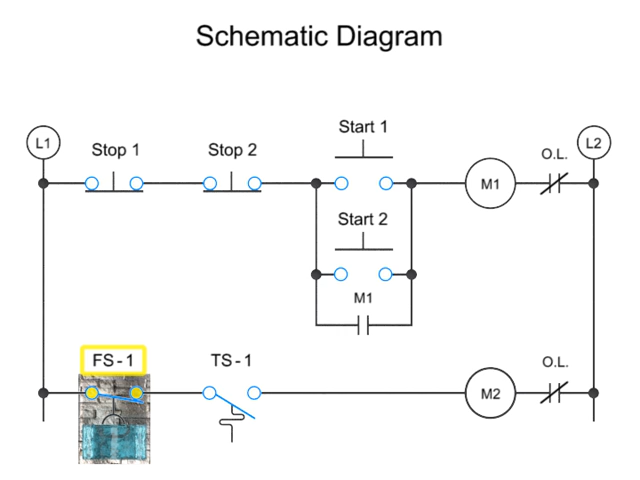 Schematic Diagram
L1
Stop 1
Stop 2
Start 1
M1
O.L.
L2
Start 2
M1
FS - 1
TS - 1
M2
O.L.